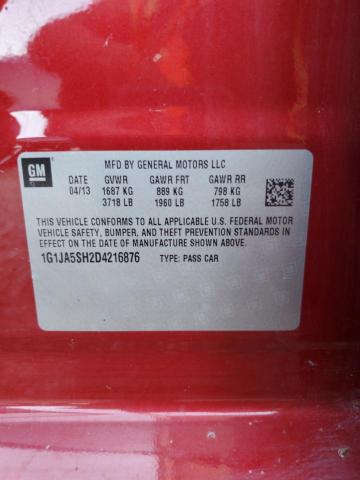 GM
MFD BY GENERAL MOTORS LLC
DATE GVWR GAWR FRT GAWR RR
04/13 1687 KG 889 KG 798 KG
3718 LB 1960 LB 1758 LB
THIS VEHICLE CONFORMS TO ALL APPLICABLE U.S. FEDERAL MOTOR
VEHICLE SAFETY, BUMPER, AND THEFT PREVENTION STANDARDS
IN EFFECT ON THE DATE OF MANUFACTURE SHOWN ABOVE.
1G1JA5SH2D4216876 TYPE: PASS CAR